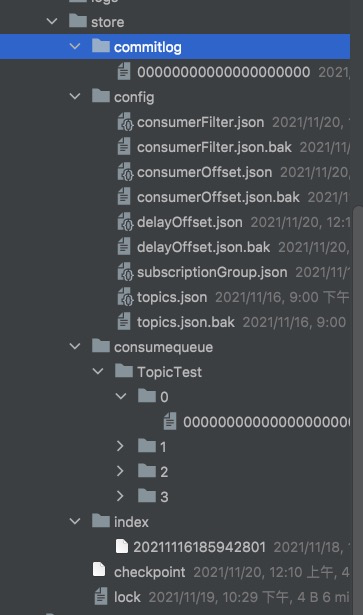 store
commitlog
00000000000000000000 2021,
config
consumerFilter.json 2021/11/20,
consumerFilter.json.bak 2021/11/
consumerOffset.json 2021/11/20,
consumerOffset.json.bak 2021/1
delayOffset.json 2021/11/20, 12:1
delayOffset.json.bak 2021/11/20,
subscriptionGroup.json 2021/11/
topics.json 2021/11/16, 9:00 下午
topics.json.bak 2021/11/16, 9:00
consumequeue
TopicTest
0
00000000000000000000
1
2
3
index
20211116185942801 2021/11/18,
checkpoint 2021/11/20, 12:10 上午, 4
lock 2021/11/19, 10:29 下午, 4 B 6 mi